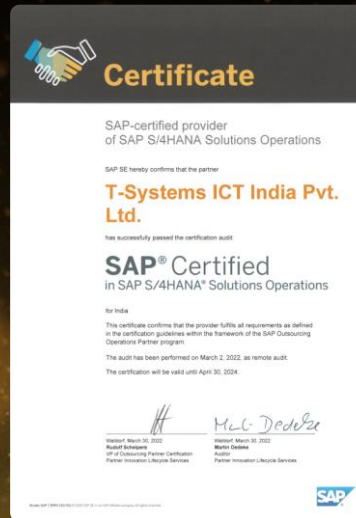 Certificate
SAP-certified provider
of SAP S/4HANA Solutions Operations
SAP SE hereby confirms that the partner
T-Systems ICT India Pvt.
Ltd.
has successfully passed the certification audit
SAP® Certified
in SAP S/4HANA® Solutions Operations
for India
This certificate confirms that the provider fulfills all requirements as defined
in the certification guidelines within the framework of the SAP Outsourcing
Operations Partner program.
The audit has been performed on March 2, 2022, as remote audit.
The certification will be valid until April 30, 2024.
Walldorf, March 30, 2022 Walldorf, March 30, 2022
Rudolf Scheipers Martin Dedeke
VP of Outsourcing Partner Certification Auditor
Partner Innovation Lifecycle Services Partner Innovation Lifecycle Services
SAP